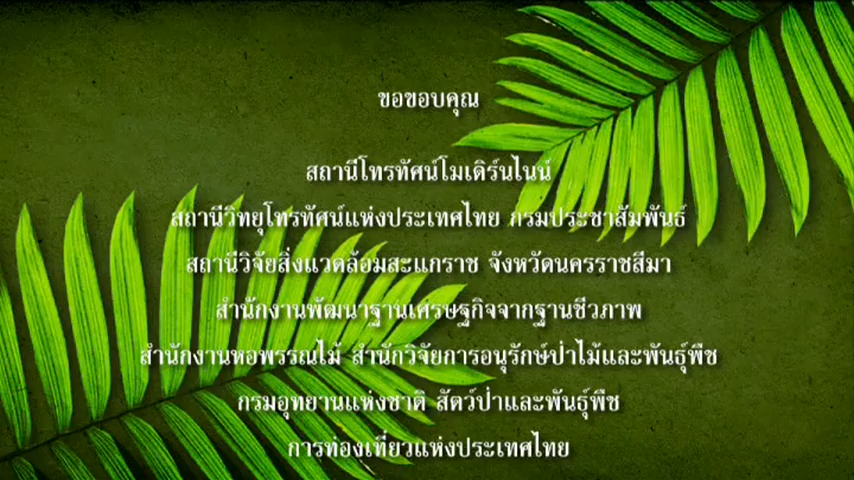 ขอขอบคุณ
สถานีโทรทัศน์โมเดิร์นไนน์
สถานีวิทยุโทรทัศน์แห่งประเทศไทย กรมประชาสัมพันธ์
สถานีวิจัยสิ่งแวดล้อมสะแกราช จังหวัดนครราชสีมา
สำนักงานพัฒนาฐานเศรษฐกิจจากฐานชีวภาพ
สำนักงานหอพรรณไม้ สำนักวิจัยการอนุรักษ์ป่าไม้และพันธุ์พืช
กรมอุทยานแห่งชาติ สัตว์ป่าและพันธุ์พืช
การท่องเที่ยวแห่งประเทศไทย